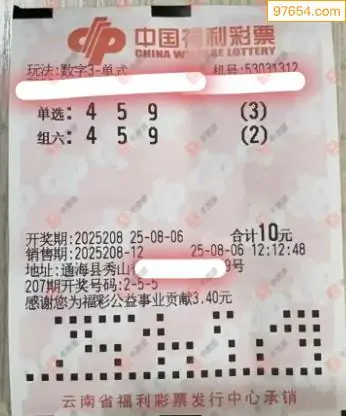 97654.com
中国福利彩票
CHINA WELFARE LOTTERY
玩法:数字3-单式 机号:53031312
单选: 4 5 9 (3)
组六: 4 5 9 (2)
开奖期:2025208 25-08-06 合计10元
销售期:2025208-12 25-08-06 12:12:48
地址:通海县秀山 9号
207期开奖号码:2-5-5
感谢您为福彩公益事业贡献3.40元
云南省福利彩票发行中心承销